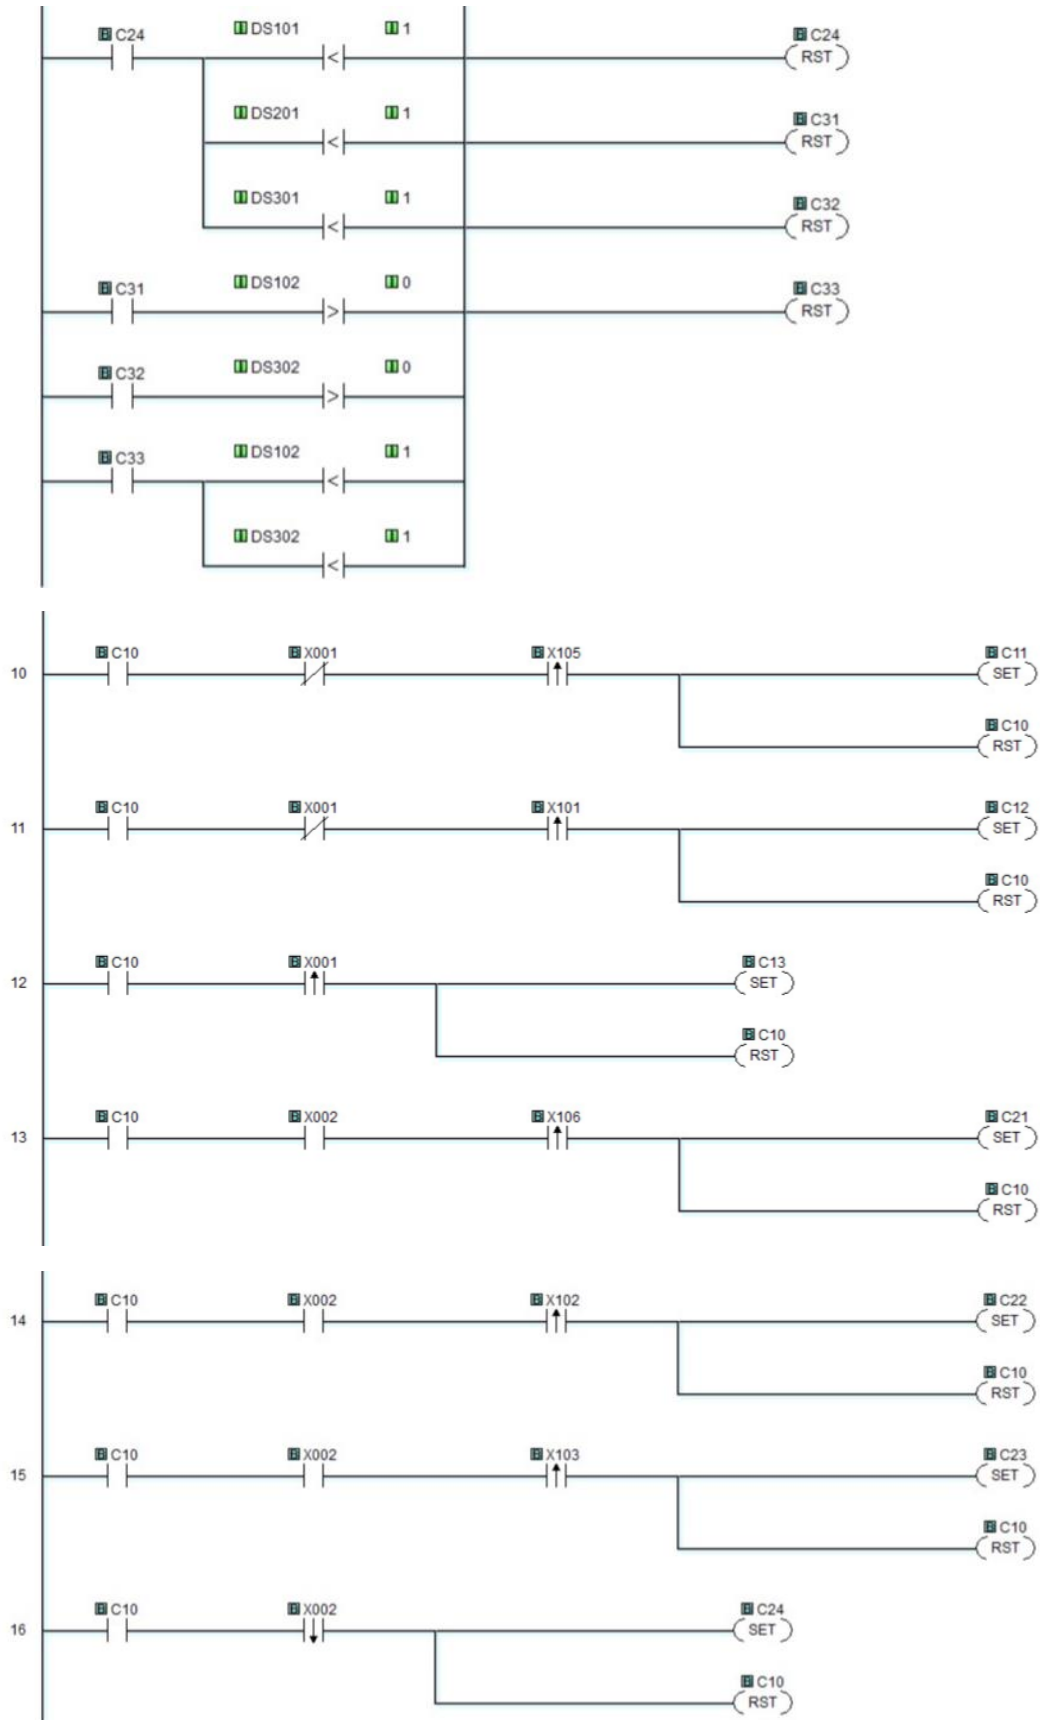 C24 DS101 1 C24
< RST
DS201 1 C31
< RST
DS301 1 C32
< RST
C31 DS102 0 C33
> RST
C32 DS302 0
>
C33 DS102 1
<
DS302 1
<
C10 X001 X105 C11
10 SET
C10
RST
C10 X001 X101 C12
11 SET
C10
RST
C10 X001 C13
12 SET
C10
RST
C10 X002 X106 C21
13 SET
C10
RST
C10 X002 X102 C22
14 SET
C10
RST
C10 X002 X103 C23
15 SET
C10
RST
C10 X002 C24
16 SET
C10
RST